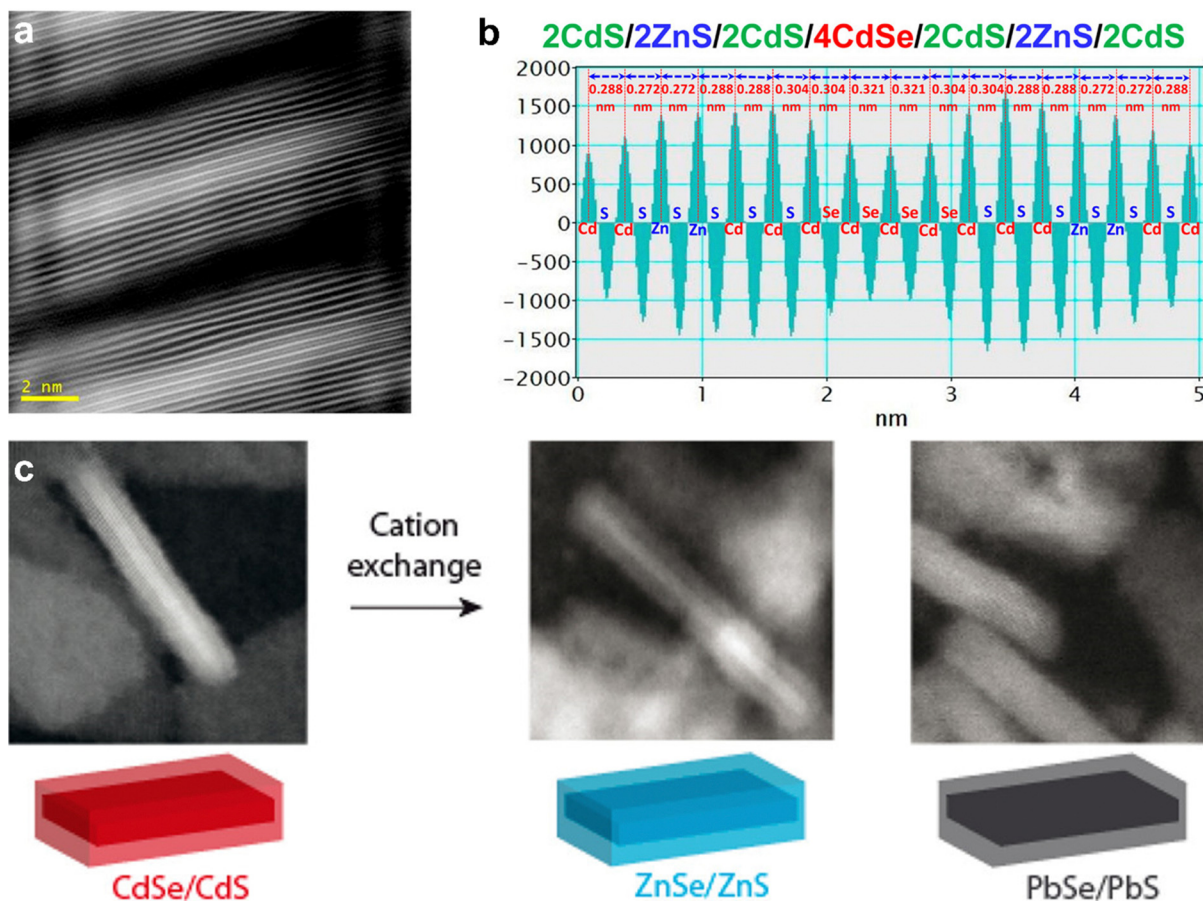 a
b
2CdS/2ZnS/2CdS/4CdSe/2CdS/2ZnS/2CdS
2000
0.288 0.272 0.272 0.288 0.288 0.304 0.304 0.321 0.321 0.304 0.304 0.288 0.288 0.272 0.272 0.288
nm nm nm nm nm nm nm nm nm nm nm nm nm nm nm nm
1500
1000
500
S S S S S S Se Se Se Se S S S S S S
0
Cd Cd Zn Zn Cd Cd Cd Cd Cd Cd Cd Cd Cd Zn Zn Cd Cd
-500
-1000
-1500
-2000
0 1 2 3 4 5
nm
2 nm
c
Cation
exchange
CdSe/CdS
ZnSe/ZnS
PbSe/PbS